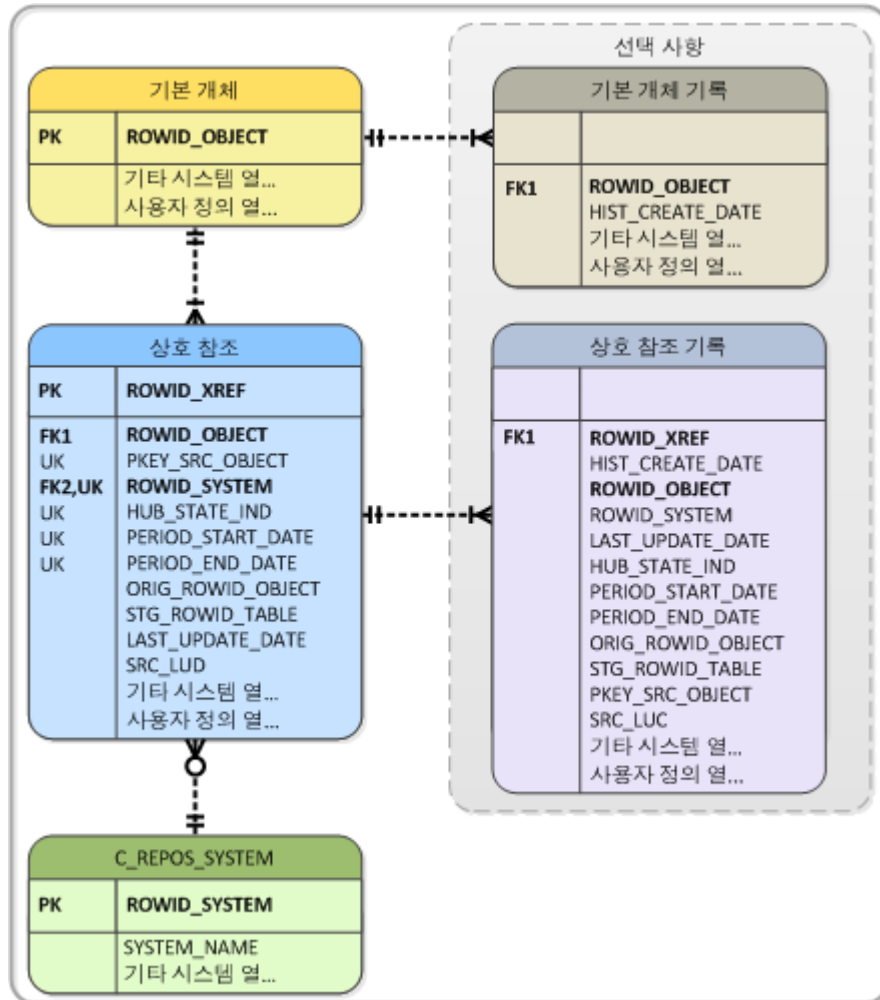 선택 사항
기본 개체
PK ROWID_OBJECT
기타 시스템 열...
사용자 정의 열...
기본 개체 기록
FK1 ROWID_OBJECT
HIST_CREATE_DATE
기타 시스템 열...
사용자 정의 열...
상호 참조
PK ROWID_XREF
FK1 ROWID_OBJECT
UK PKEY_SRC_OBJECT
FK2,UK ROWID_SYSTEM
UK HUB_STATE_IND
UK PERIOD_START_DATE
UK PERIOD_END_DATE
ORIG_ROWID_OBJECT
STG_ROWID_TABLE
LAST_UPDATE_DATE
SRC_LUD
기타 시스템 열...
사용자 정의 열...
상호 참조 기록
FK1 ROWID_XREF
HIST_CREATE_DATE
ROWID_OBJECT
ROWID_SYSTEM
LAST_UPDATE_DATE
HUB_STATE_IND
PERIOD_START_DATE
PERIOD_END_DATE
ORIG_ROWID_OBJECT
STG_ROWID_TABLE
PKEY_SRC_OBJECT
SRC_LUC
기타 시스템 열...
사용자 정의 열...
C_REPOS_SYSTEM
PK ROWID_SYSTEM
SYSTEM_NAME
기타 시스템 열...